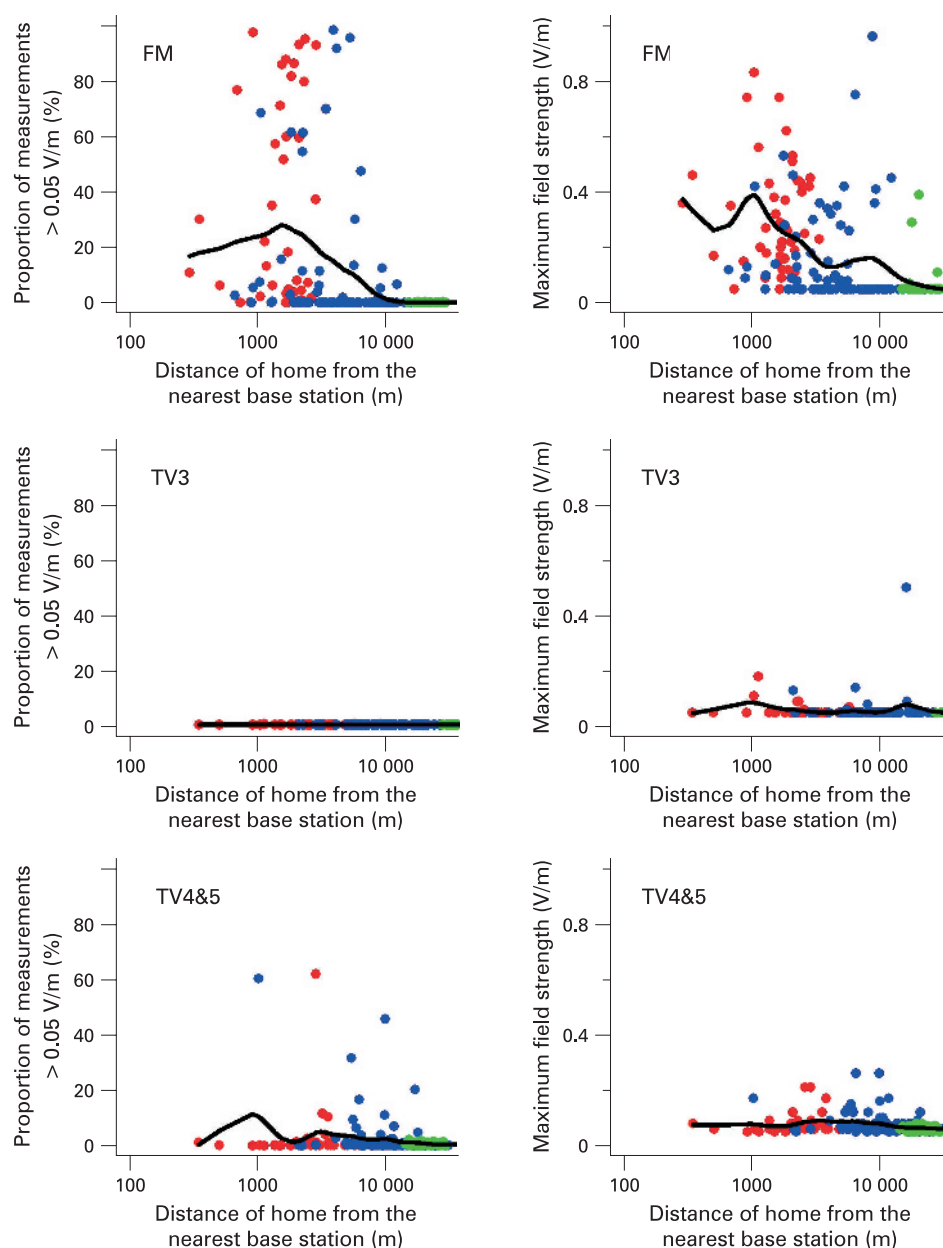 Proportion of measurements
> 0.05 V/m (%)
FM
80
60
40
20
0
100
1000
10 000
Distance of home from the
nearest base station (m)
Maximum field strength (V/m)
FM
0.8
0.4
0
100
1000
10 000
Distance of home from the
nearest base station (m)
Proportion of measurements
> 0.05 V/m (%)
TV3
80
60
40
20
0
100
1000
10 000
Distance of home from the
nearest base station (m)
Maximum field strength (V/m)
TV3
0.8
0.4
0
100
1000
10 000
Distance of home from the
nearest base station (m)
Proportion of measurements
> 0.05 V/m (%)
TV4&5
80
60
40
20
0
100
1000
10 000
Distance of home from the
nearest base station (m)
Maximum field strength (V/m)
TV4&5
0.8
0.4
0
100
1000
10 000
Distance of home from the
nearest base station (m)